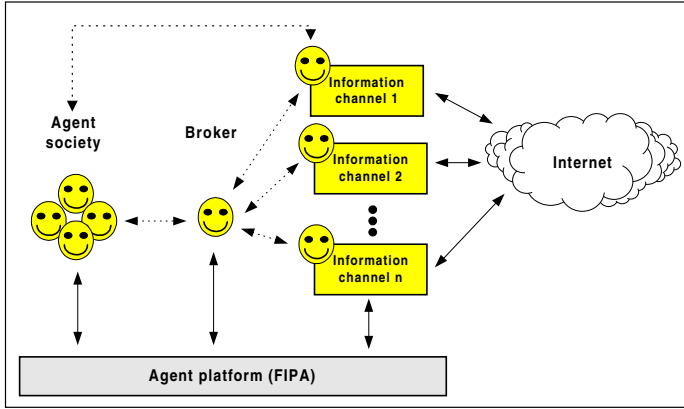 Information
channel 1
Agent
society
Broker
Information
channel 2
Internet
Information
channel n
Agent platform (FIPA)